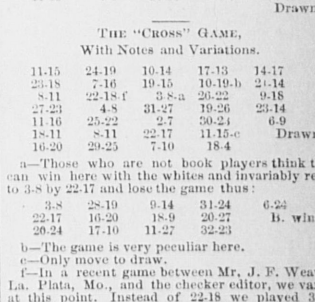 Drawn
THE "CROSS" GAME,
With Notes and Variations.
11-15 24-19 10-14 17-13 14-17
23-18 7-16 19-15 10-19-b 21-14
8-11 22-18-f 3-8-a 26-22 9-18
27-23 4-8 31-27 19-26 23-14
11-16 25-22 2-7 30-21 6-9
18-11 8-11 22-17 11-15-c Drawn
16-20 29-25 7-10 18-4
a—Those who are not book players think t
can win here with the whites and invariably re
to 3-8 by 22-17 and lose the game thus:
3-8 28-19 9-14 31-24
22-17 16-20 18-9 20-27 B. win
20-24 17-10 11-27 32-23
b—The game is very peculiar here.
c—Only move to draw.
f—In a recent game between Mr. J. F. Wea
La. Plata, Mo., and the checker editor, we va
at this point. Instead of 22-18 we played 3